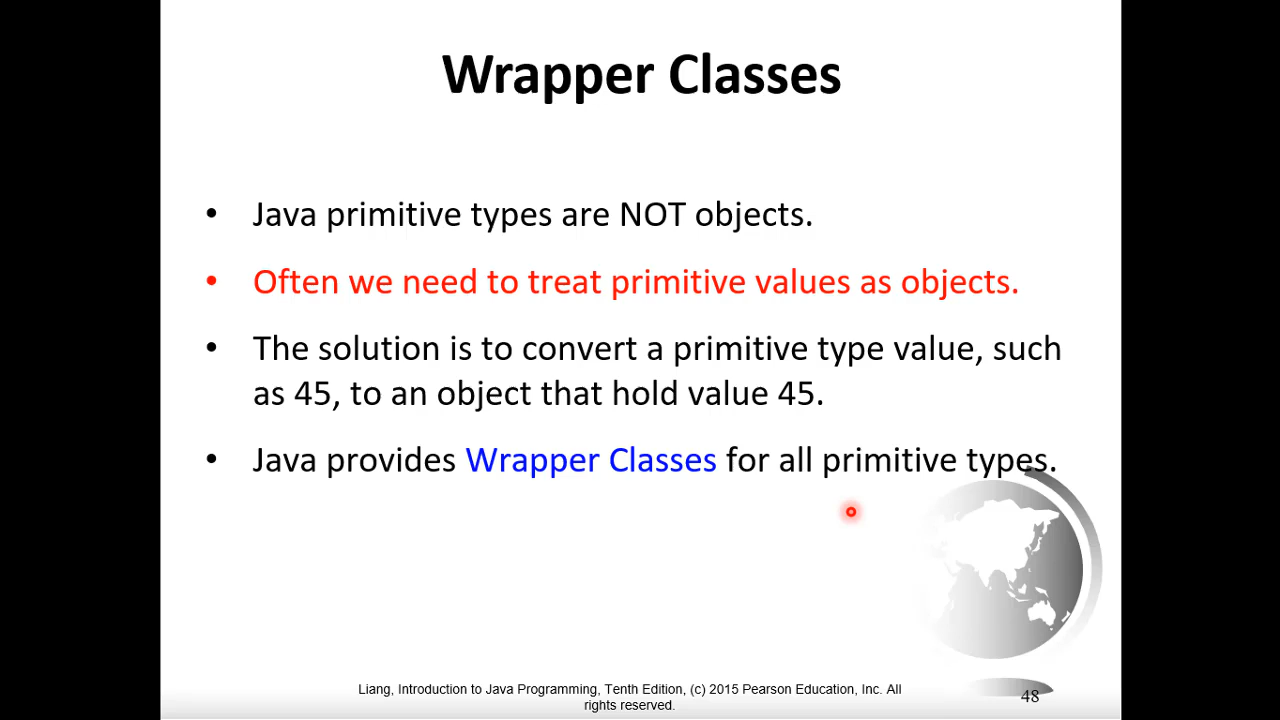 Wrapper Classes
• Java primitive types are NOT objects.
• Often we need to treat primitive values as objects.
• The solution is to convert a primitive type value, such
as 45, to an object that hold value 45.
• Java provides Wrapper Classes for all primitive types.
Liang, Introduction to Java Programming, Tenth Edition, (c) 2015 Pearson Education, Inc. All
rights reserved.
48